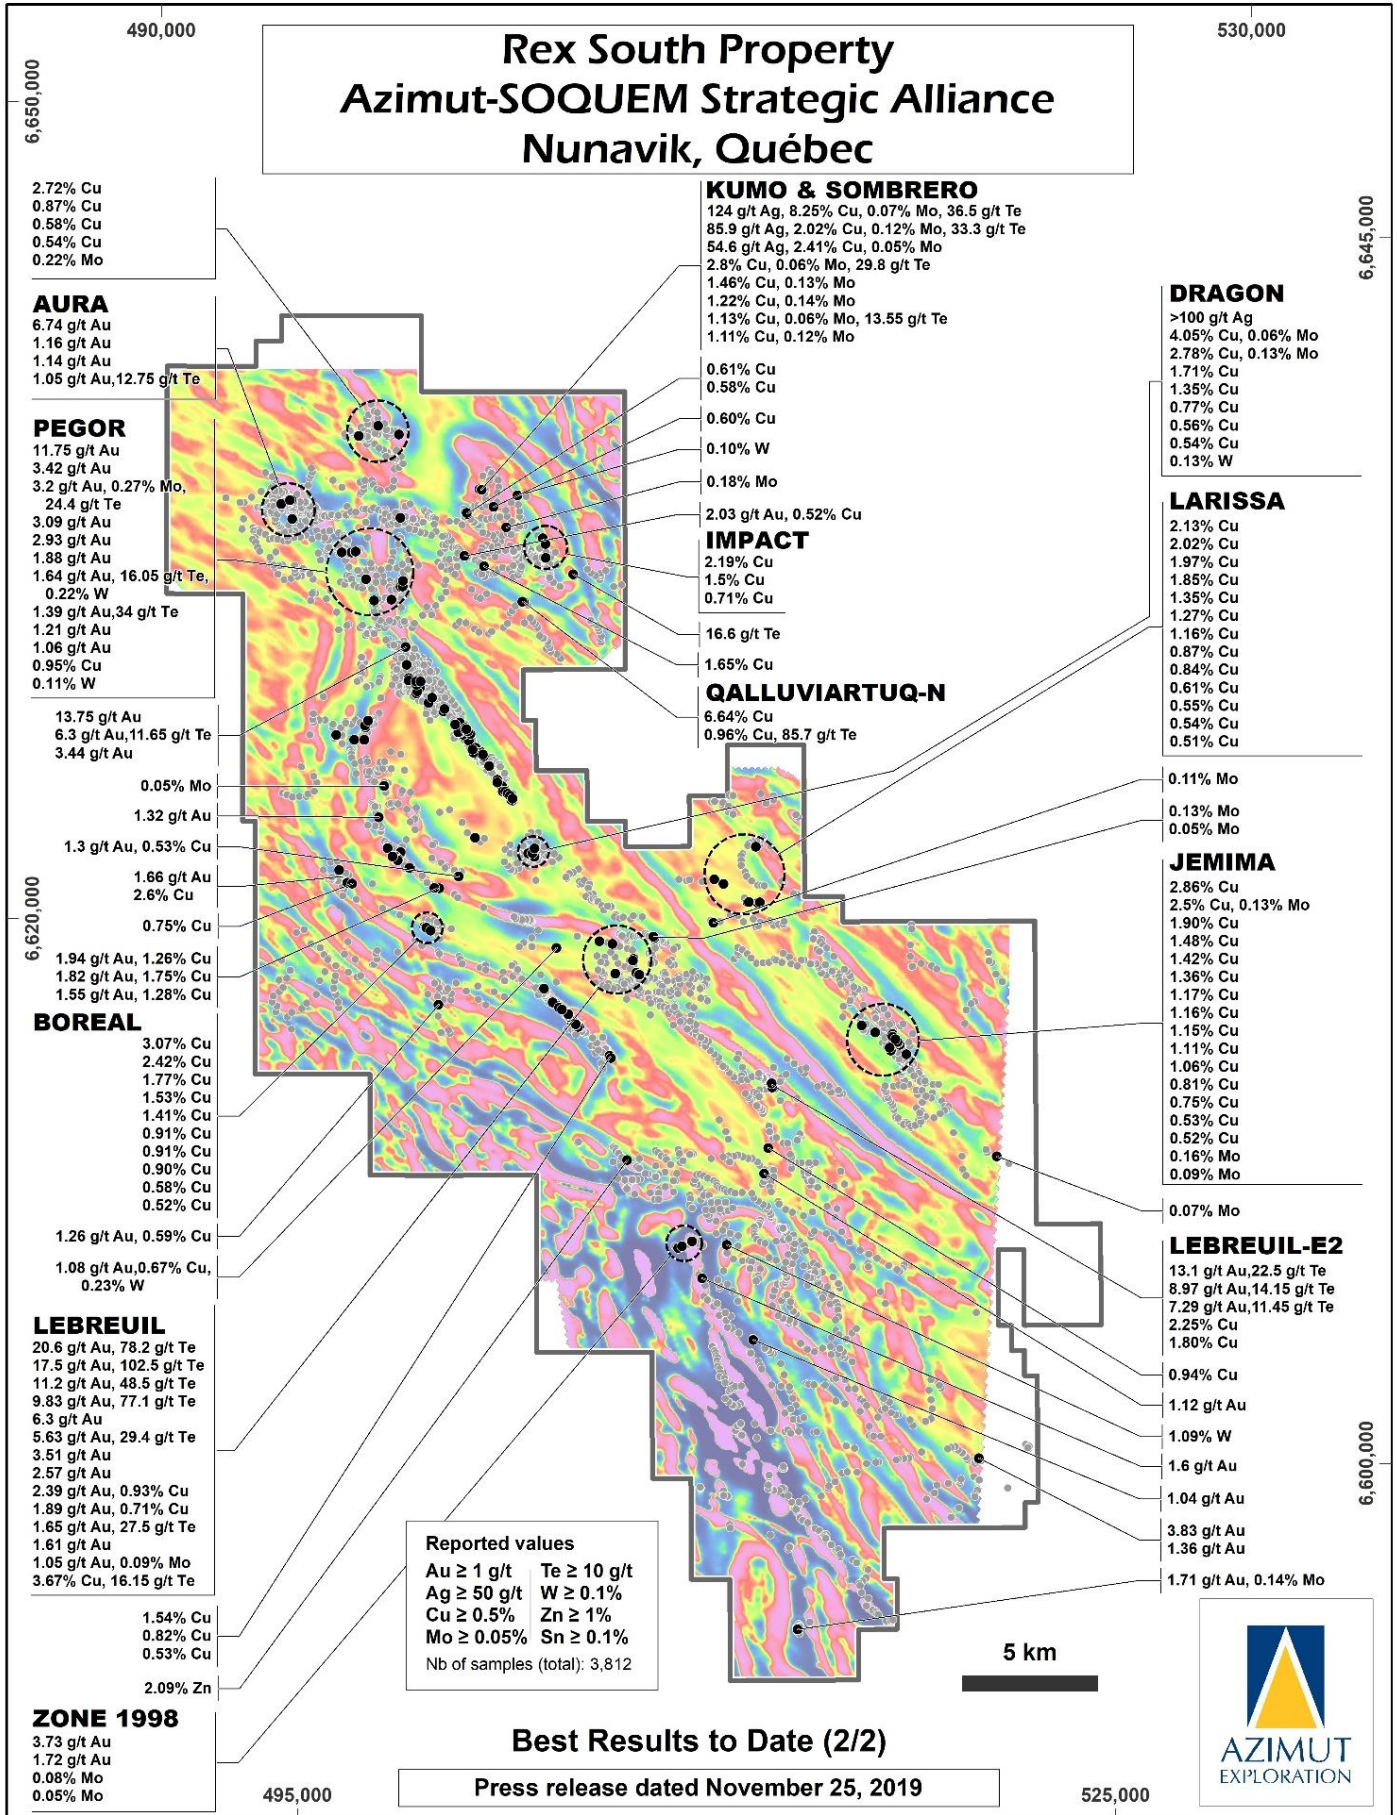 490,000
530,000
Rex South Property
Azimut-SOQUEM Strategic Alliance
Nunavik, Québec
6,650,000
6,645,000
6,620,000
6,600,000
2.72% Cu
0.87% Cu
0.58% Cu
0.54% Cu
0.22% Mo
AURA
6.74 g/t Au
1.16 g/t Au
1.14 g/t Au
1.05 g/t Au,12.75 g/t Te
PEGOR
11.75 g/t Au
3.42 g/t Au
3.2 g/t Au, 0.27% Mo,
24.4 g/t Te
3.09 g/t Au
2.93 g/t Au
1.88 g/t Au
1.64 g/t Au, 16.05 g/t Te,
0.22% W
1.39 g/t Au,34 g/t Te
1.21 g/t Au
1.06 g/t Au
0.95% Cu
0.11% W
13.75 g/t Au
6.3 g/t Au,11.65 g/t Te
3.44 g/t Au
0.05% Mo
1.32 g/t Au
1.3 g/t Au, 0.53% Cu
1.66 g/t Au
2.6% Cu
0.75% Cu
1.94 g/t Au, 1.26% Cu
1.82 g/t Au, 1.75% Cu
1.55 g/t Au, 1.28% Cu
BOREAL
3.07% Cu
2.42% Cu
1.77% Cu
1.53% Cu
1.41% Cu
0.91% Cu
0.91% Cu
0.90% Cu
0.58% Cu
0.52% Cu
1.26 g/t Au, 0.59% Cu
1.08 g/t Au,0.67% Cu,
0.23% W
LEBREUIL
20.6 g/t Au, 78.2 g/t Te
17.5 g/t Au, 102.5 g/t Te
11.2 g/t Au, 48.5 g/t Te
9.83 g/t Au, 77.1 g/t Te
6.3 g/t Au
5.63 g/t Au, 29.4 g/t Te
3.51 g/t Au
2.57 g/t Au
2.39 g/t Au, 0.93% Cu
1.89 g/t Au, 0.71% Cu
1.65 g/t Au, 27.5 g/t Te
1.61 g/t Au
1.05 g/t Au, 0.09% Mo
3.67% Cu, 16.15 g/t Te
1.54% Cu
0.82% Cu
0.53% Cu
2.09% Zn
ZONE 1998
3.73 g/t Au
1.72 g/t Au
0.08% Mo
0.05% Mo
KUMO & SOMBRERO
124 g/t Ag, 8.25% Cu, 0.07% Mo, 36.5 g/t Te
85.9 g/t Ag, 2.02% Cu, 0.12% Mo, 33.3 g/t Te
54.6 g/t Ag, 2.41% Cu, 0.05% Mo
2.8% Cu, 0.06% Mo, 29.8 g/t Te
1.46% Cu, 0.13% Mo
1.22% Cu, 0.14% Mo
1.13% Cu, 0.06% Mo, 13.55 g/t Te
1.11% Cu, 0.12% Mo
0.61% Cu
0.58% Cu
0.60% Cu
0.10% W
0.18% Mo
2.03 g/t Au, 0.52% Cu
IMPACT
2.19% Cu
1.5% Cu
0.71% Cu
16.6 g/t Te
1.65% Cu
QALLUVIARTUQ-N
6.64% Cu
0.96% Cu, 85.7 g/t Te
DRAGON
>100 g/t Ag
4.05% Cu, 0.06% Mo
2.78% Cu, 0.13% Mo
1.71% Cu
1.35% Cu
0.77% Cu
0.56% Cu
0.54% Cu
0.13% W
LARISSA
2.13% Cu
2.02% Cu
1.97% Cu
1.85% Cu
1.35% Cu
1.27% Cu
1.16% Cu
0.87% Cu
0.84% Cu
0.61% Cu
0.55% Cu
0.54% Cu
0.51% Cu
0.11% Mo
0.13% Mo
0.05% Mo
JEMIMA
2.86% Cu
2.5% Cu, 0.13% Mo
1.90% Cu
1.48% Cu
1.42% Cu
1.36% Cu
1.17% Cu
1.16% Cu
1.15% Cu
1.11% Cu
1.06% Cu
0.81% Cu
0.75% Cu
0.53% Cu
0.52% Cu
0.16% Mo
0.09% Mo
0.07% Mo
LEBREUIL-E2
13.1 g/t Au,22.5 g/t Te
8.97 g/t Au,14.15 g/t Te
7.29 g/t Au,11.45 g/t Te
2.25% Cu
1.80% Cu
0.94% Cu
1.12 g/t Au
1.09% W
1.6 g/t Au
1.04 g/t Au
3.83 g/t Au
1.36 g/t Au
1.71 g/t Au, 0.14% Mo
Reported values
Au ≥ 1 g/t Te ≥ 10 g/t
Ag ≥ 50 g/t W ≥ 0.1%
Cu ≥ 0.5% Zn ≥ 1%
Mo ≥ 0.05% Sn ≥ 0.1%
Nb of samples (total): 3,812
5 km
AZIMUT
EXPLORATION
Best Results to Date (2/2)
Press release dated November 25, 2019
495,000
525,000